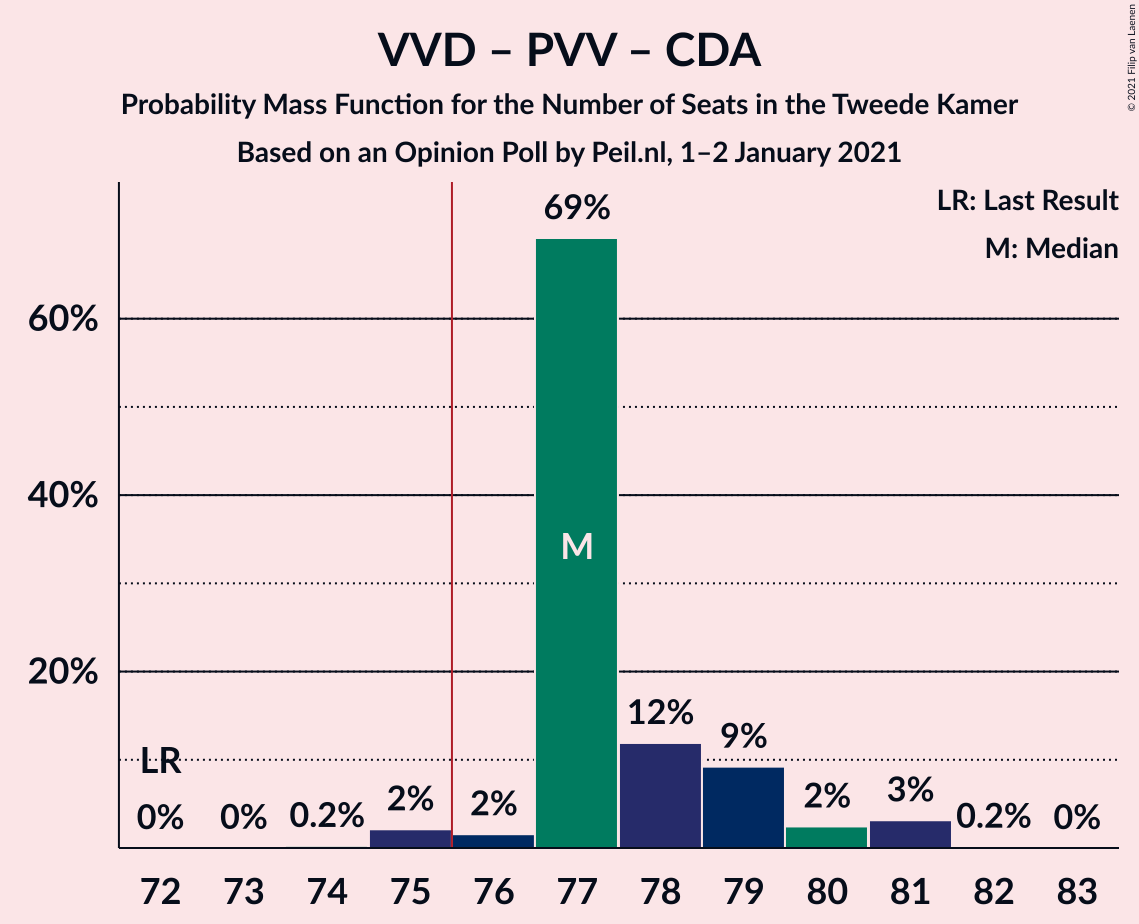 VVD – PVV – CDA
Probability Mass Function for the Number of Seats in the Tweede Kamer
Based on an Opinion Poll by Peil.nl, 1–2 January 2021
© 2021 Filip van Laenen
LR: Last Result
M: Median
69%
60%
40%
M
20%
12%
9%
LR
0%
0%
0.2%
2%
2%
2%
3%
0.2%
0%
72 73 74 75 76 77 78 79 80 81 82 83